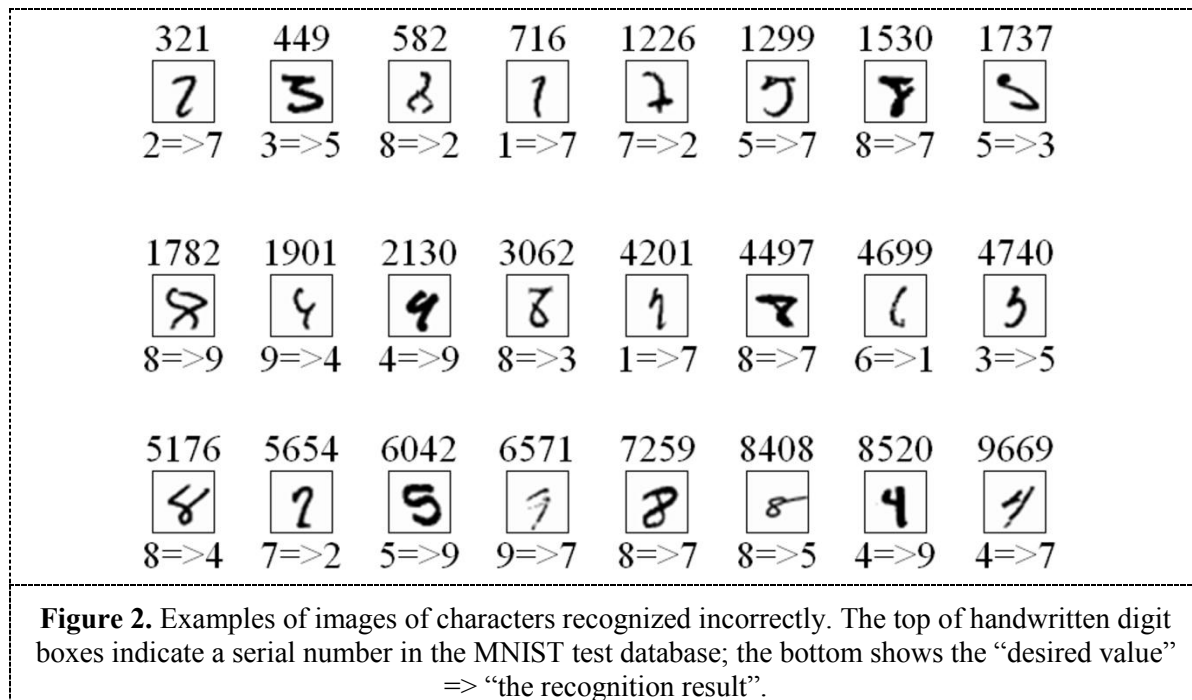 321 449 582 716 1226 1299 1530 1737
2=>7 3=>5 8=>2 1=>7 7=>2 5=>7 8=>7 5=>3
1782 1901 2130 3062 4201 4497 4699 4740
8=>9 9=>4 4=>9 8=>3 1=>7 8=>7 6=>1 3=>5
5176 5654 6042 6571 7259 8408 8520 9669
8=>4 7=>2 5=>9 9=>7 8=>7 8=>5 4=>9 4=>7
Figure 2. Examples of images of characters recognized incorrectly. The top of handwritten digit
boxes indicate a serial number in the MNIST test database; the bottom shows the “desired value”
=> “the recognition result”.